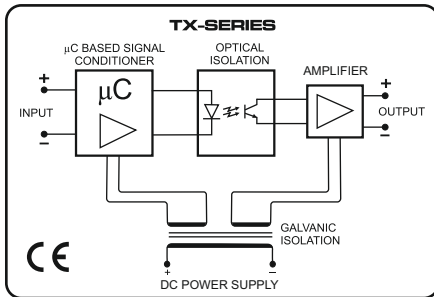 TX-SERIES
µC BASED SIGNAL
CONDITIONER
OPTICAL
ISOLATION
AMPLIFIER
+
µC
+
INPUT
OUTPUT
–
–
GALVANIC
ISOLATION
CE
+
–
DC POWER SUPPLY